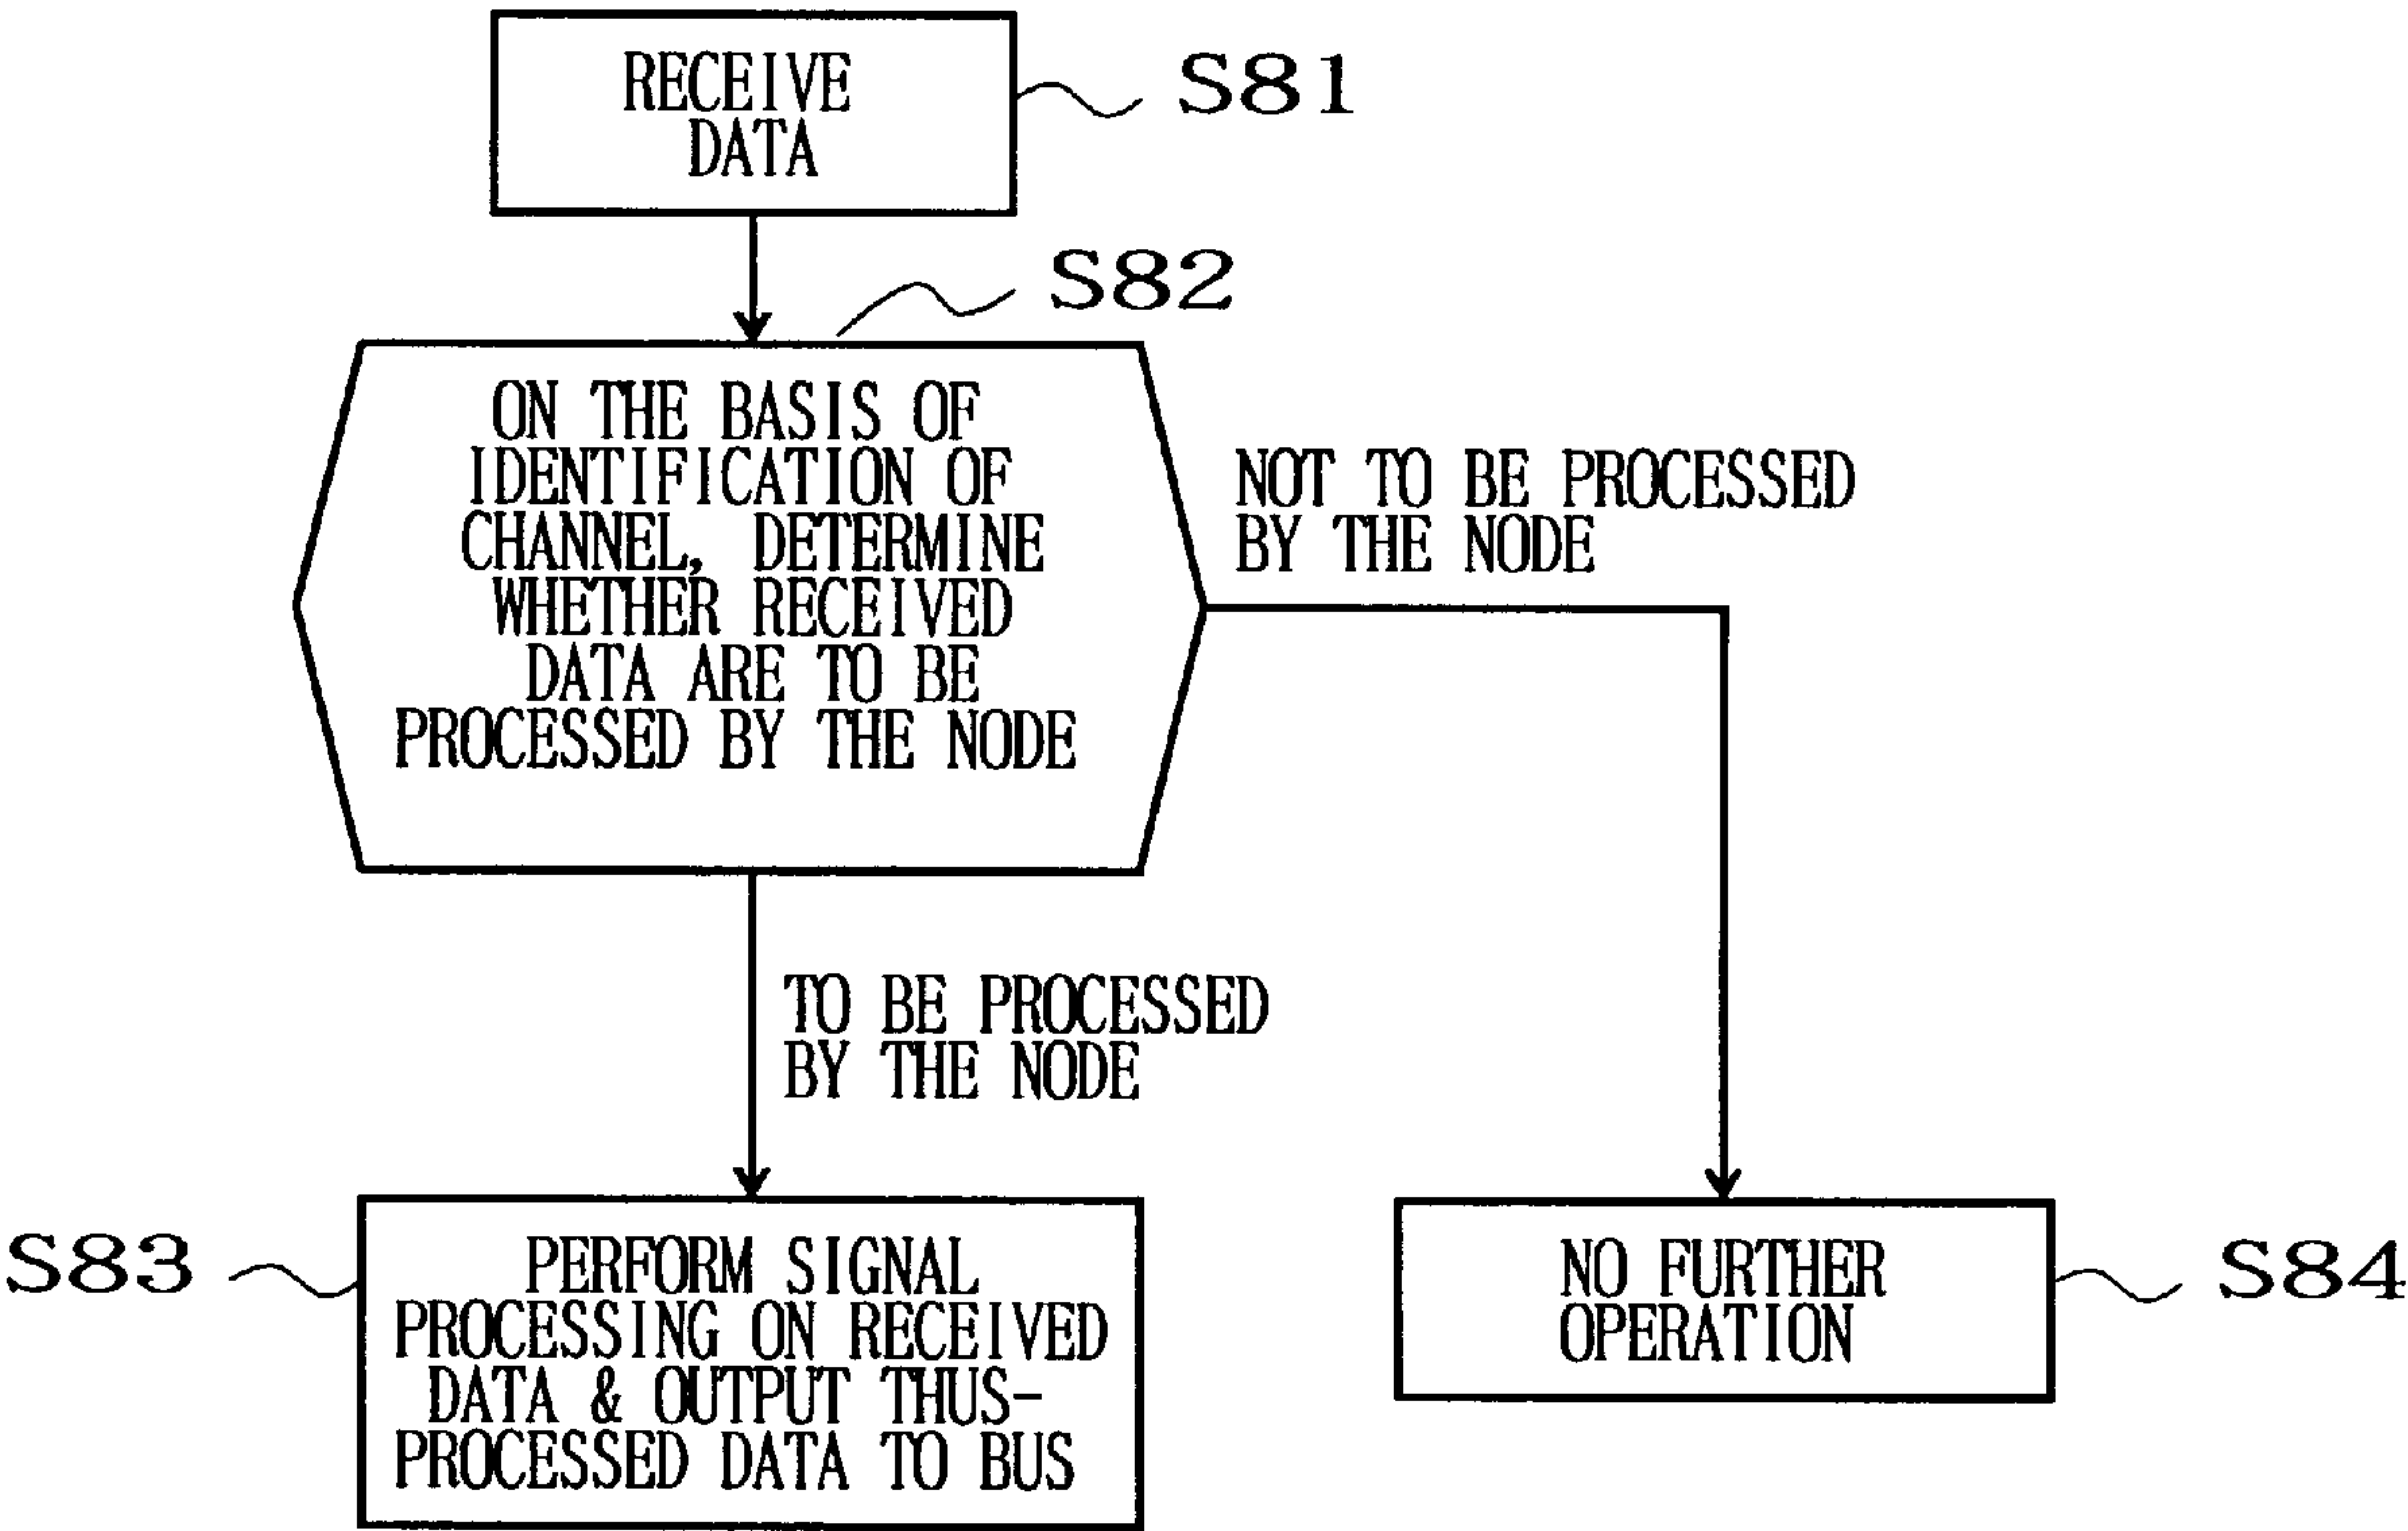 RECEIVE
DATA
S81
S82
ON THE BASIS OF
IDENTIFICATION OF
CHANNEL, DETERMINE
WHETHER RECEIVED
DATA ARE TO BE
PROCESSED BY THE NODE
NOT TO BE PROCESSED
BY THE NODE
TO BE PROCESSED
BY THE NODE
S83
PERFORM SIGNAL
PROCESSING ON RECEIVED
DATA & OUTPUT THUS-
PROCESSED DATA TO BUS
NO FURTHER
OPERATION
S84